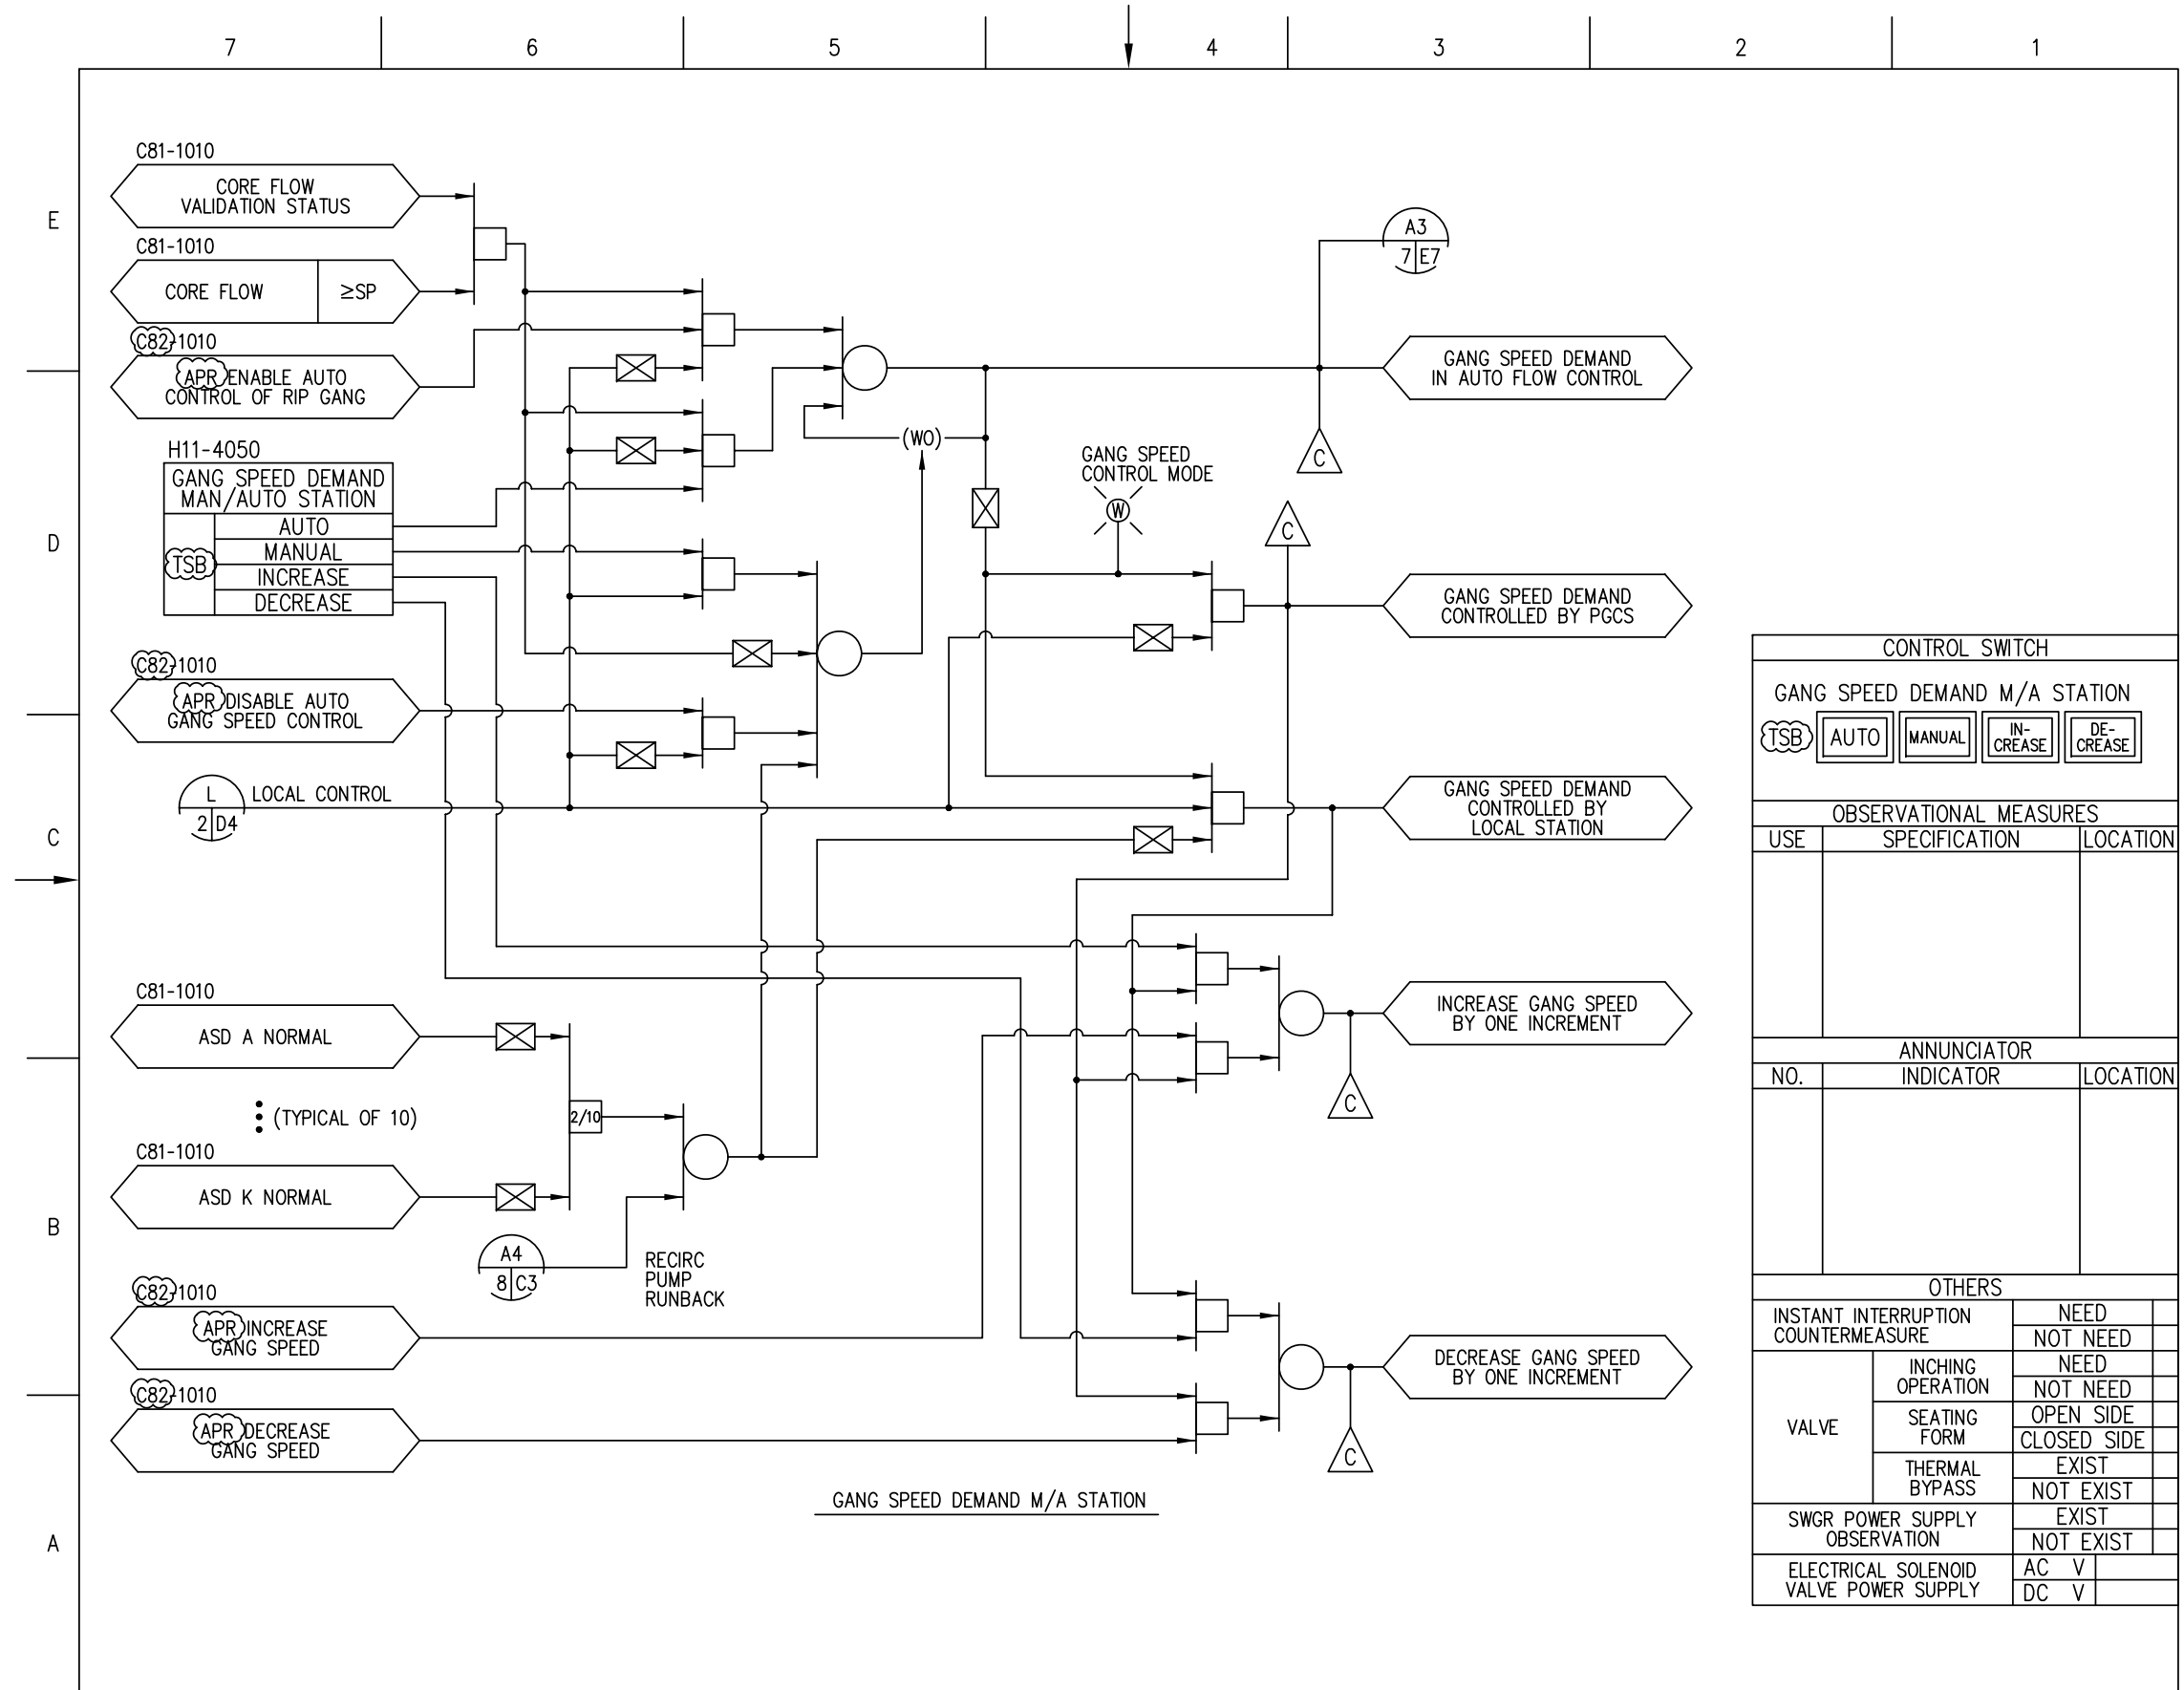 7 6 5 4 3 2 1
E
D
C
B
A
C81-1010
CORE FLOW
VALIDATION STATUS
C81-1010
CORE FLOW ≥SP
C82-1010
APR ENABLE AUTO
CONTROL OF RIP GANG
H11-4050
GANG SPEED DEMAND
MAN/AUTO STATION
TSB
AUTO
MANUAL
INCREASE
DECREASE
C82-1010
APR DISABLE AUTO
GANG SPEED CONTROL
L
2 D4
LOCAL CONTROL
C81-1010
ASD A NORMAL
(TYPICAL OF 10)
C81-1010
ASD K NORMAL
2/10
A4
8 C3
RECIRC
PUMP
RUNBACK
C82-1010
APR INCREASE
GANG SPEED
C82-1010
APR DECREASE
GANG SPEED
(WO)
GANG SPEED
CONTROL MODE
W
A3
7 E7
C
C
GANG SPEED DEMAND
IN AUTO FLOW CONTROL
GANG SPEED DEMAND
CONTROLLED BY PGCS
GANG SPEED DEMAND
CONTROLLED BY
LOCAL STATION
INCREASE GANG SPEED
BY ONE INCREMENT
C
DECREASE GANG SPEED
BY ONE INCREMENT
C
GANG SPEED DEMAND M/A STATION
CONTROL SWITCH
GANG SPEED DEMAND M/A STATION
TSB AUTO MANUAL
IN-
CREASE
DE-
CREASE
OBSERVATIONAL MEASURES
USE SPECIFICATION LOCATION
ANNUNCIATOR
NO. INDICATOR LOCATION
OTHERS
INSTANT INTERRUPTION
COUNTERMEASURE
NEED
NOT NEED
VALVE
INCHING
OPERATION
NEED
NOT NEED
SEATING
FORM
OPEN SIDE
CLOSED SIDE
THERMAL
BYPASS
EXIST
NOT EXIST
SWGR POWER SUPPLY
OBSERVATION
EXIST
NOT EXIST
ELECTRICAL SOLENOID
VALVE POWER SUPPLY
AC V
DC V